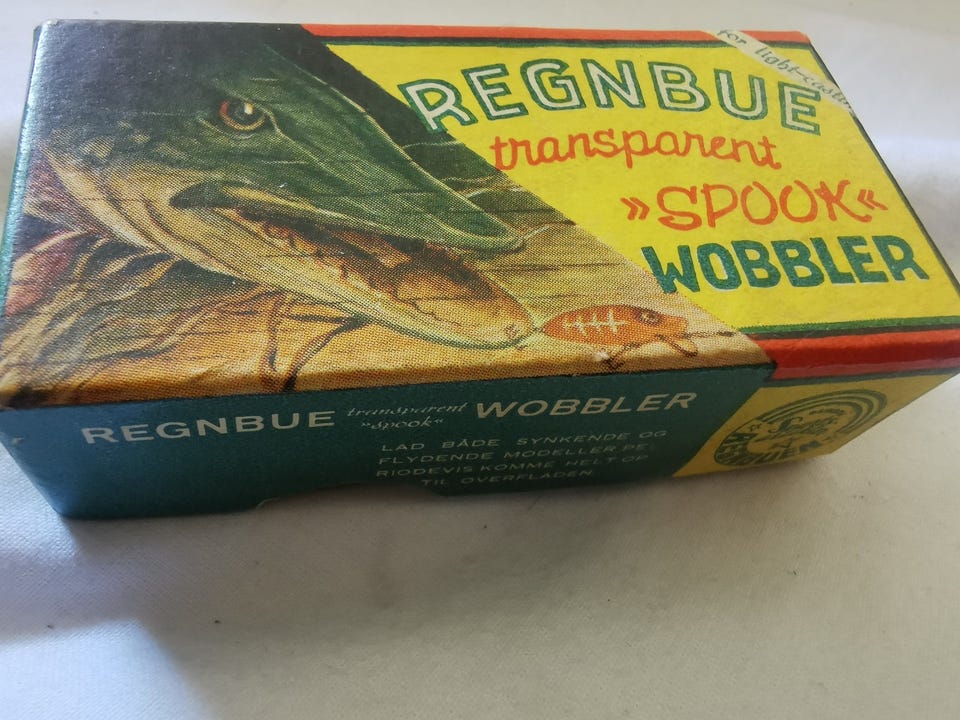 for light-casting
REGNBUE
transparent
»SPOOK«
WOBBLER
REGNBUE transparent »spook« WOBBLER
LAD BÅDE SYNKENDE OG
FLYDENDE MODELLER PE-
RIODEVIS KOMME HELT OP
TIL OVERFLADEN